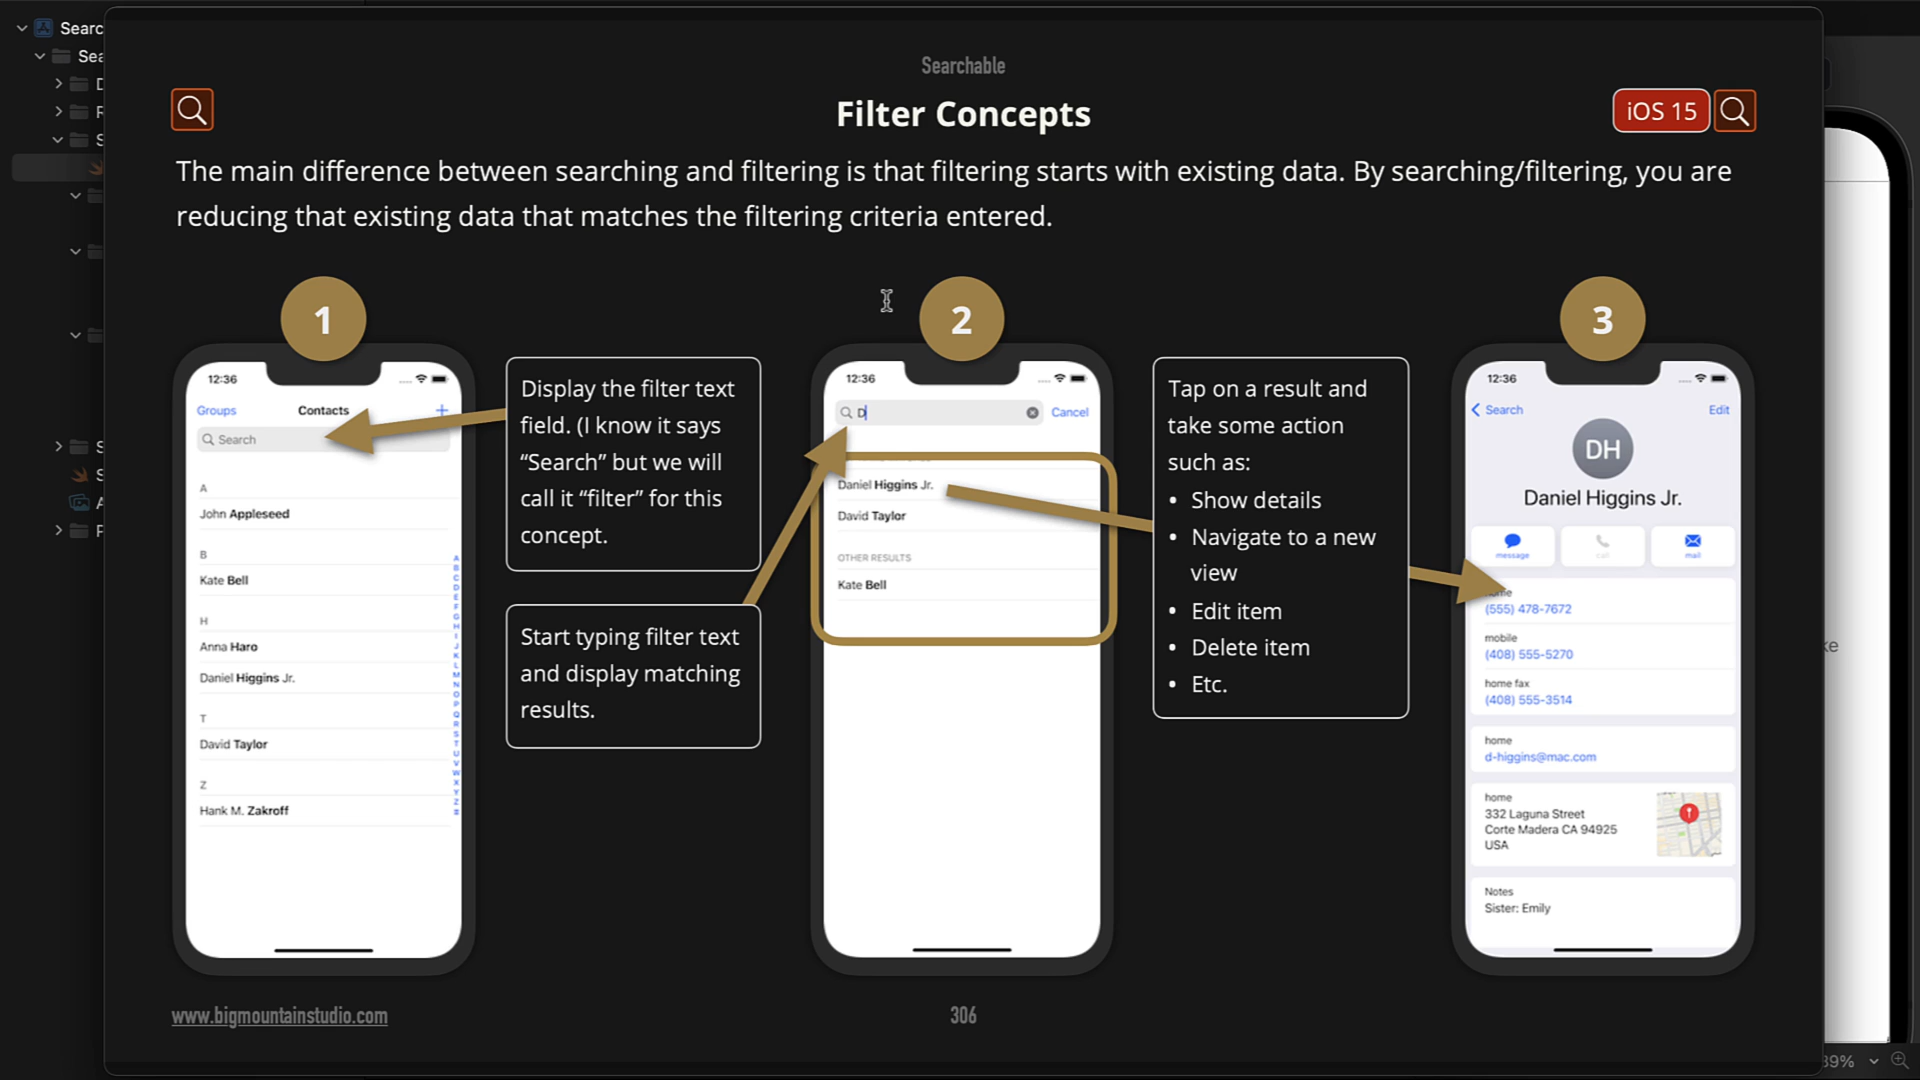 Searchable
Filter Concepts
iOS 15
The main difference between searching and filtering is that filtering starts with existing data. By searching/filtering, you are
reducing that existing data that matches the filtering criteria entered.
1
12:36
Groups
Contacts
Search
A
John Appleseed
B
Kate Bell
H
Anna Haro
Daniel Higgins Jr.
T
David Taylor
Z
Hank M. Zakroff
Display the filter text
field. (I know it says
“Search” but we will
call it “filter” for this
concept.
Start typing filter text
and display matching
results.
2
12:36
D
Cancel
Daniel Higgins Jr.
David Taylor
OTHER RESULTS
Kate Bell
Tap on a result and
take some action
such as:
• Show details
• Navigate to a new
view
• Edit item
• Delete item
• Etc.
3
12:36
Search
Edit
DH
Daniel Higgins Jr.
message
call
mail
home
(555) 478-7672
mobile
(408) 555-5270
home fax
(408) 555-3514
home
d-higgins@mac.com
home
332 Laguna Street
Corte Madera CA 94925
USA
Notes
Sister: Emily
www.bigmountainstudio.com
306